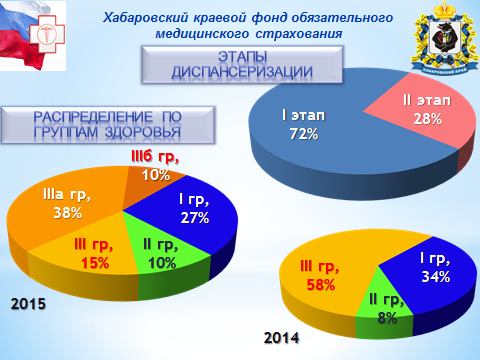 Хабаровский краевой фонд обязательного
медицинского страхования
ЭТАПЫ
ДИСПАНСЕРИЗАЦИИ
I этап
72%
II этап
28%
РАСПРЕДЕЛЕНИЕ ПО
ГРУППАМ ЗДОРОВЬЯ
IIIб гр,
10%
IIIа гр,
38%
I гр,
27%
III гр,
15%
II гр,
10%
2015
III гр,
58%
I гр,
34%
II гр,
8%
2014
ХАБАРОВСКИЙ КРАЙ